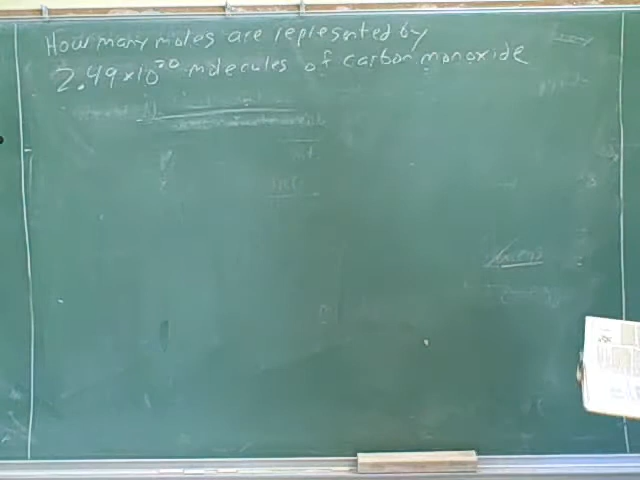 How many moles are represented by
2.49×10²⁰ molecules of carbon monoxide